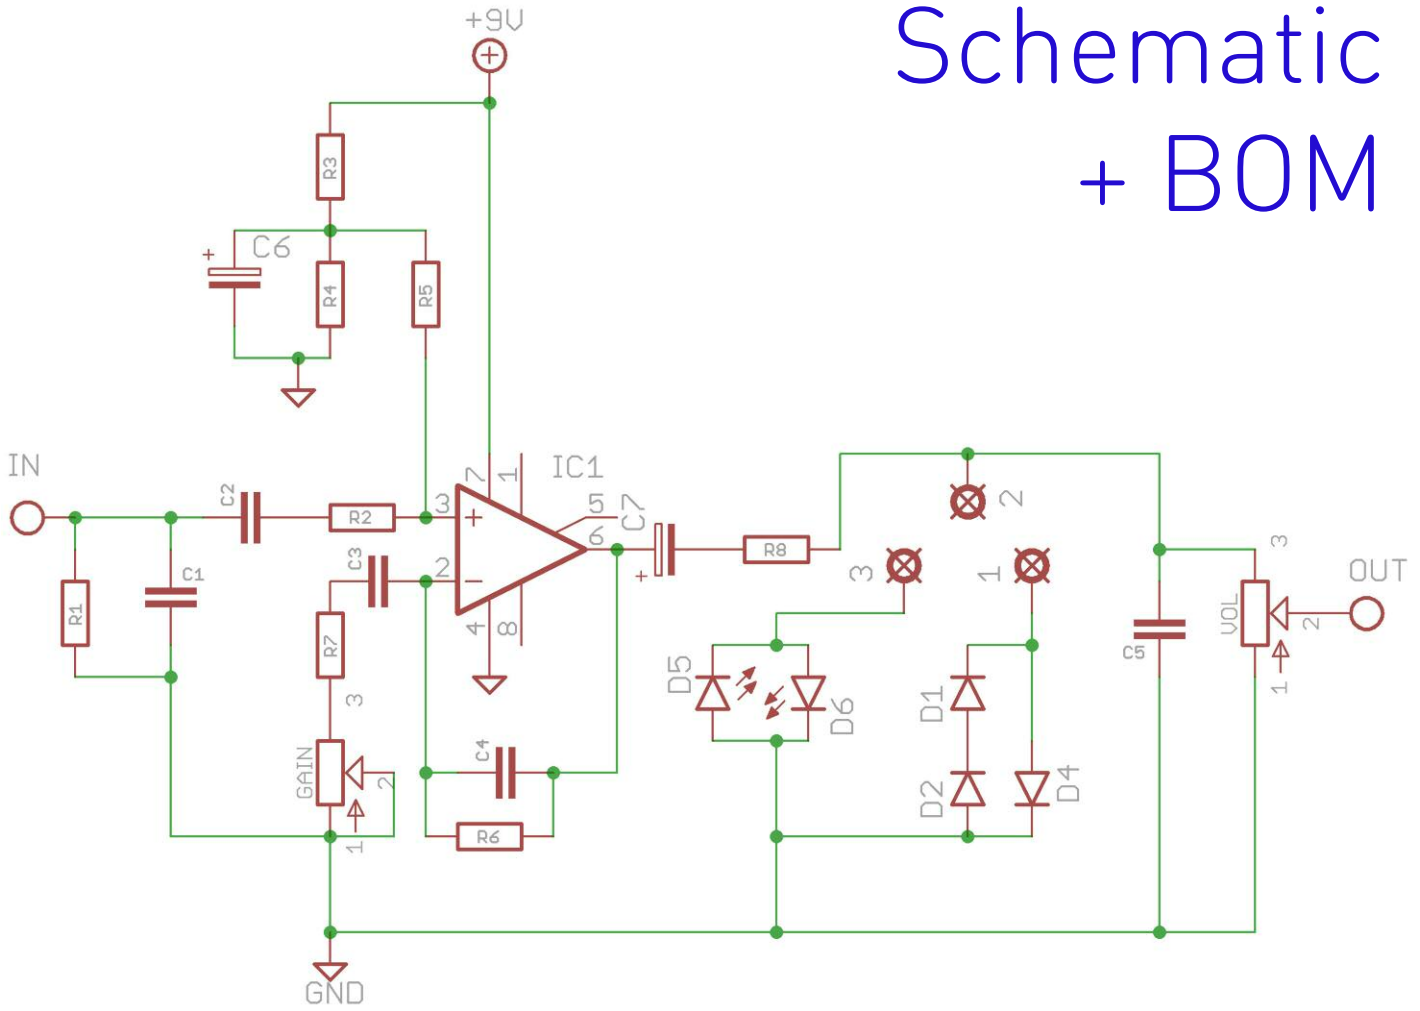 +9V
Schematic
+ BOM
R3
+
C6
R4
R5
IN
C2
R2
3
7
1
IC1
5
C7
6
+
R8
2
3
1
3
OUT
C3
2
C1
R1
R7
4
8
VOL
2
C5
1
D5
D6
D1
3
GAIN
2
C4
D2
D4
1
R6
GND